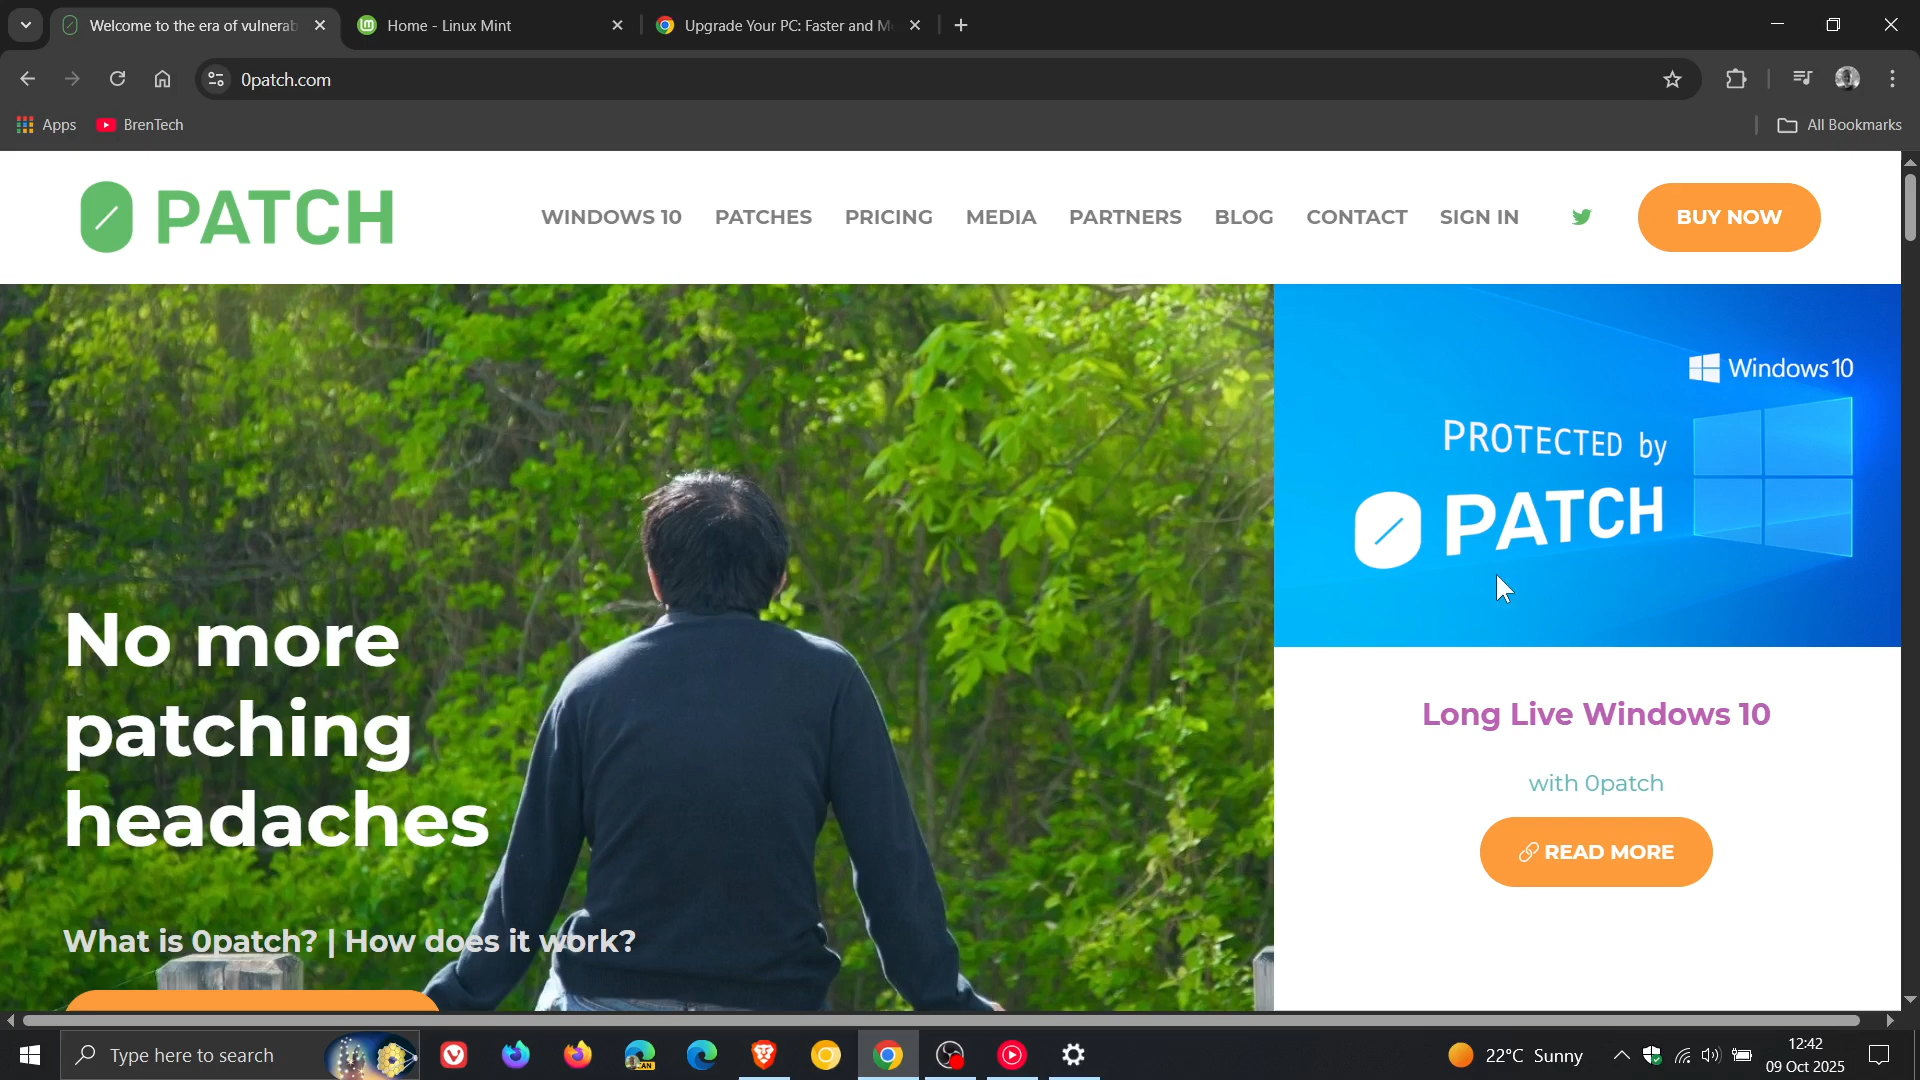 Welcome to the era of vulnerab
Home - Linux Mint
Upgrade Your PC: Faster and M
0patch.com
Apps
BrenTech
All Bookmarks
0 PATCH
WINDOWS 10
PATCHES
PRICING
MEDIA
PARTNERS
BLOG
CONTACT
SIGN IN
BUY NOW
Windows 10
PROTECTED by
0 PATCH
No more
patching
headaches
Long Live Windows 10
with 0patch
READ MORE
What is 0patch? | How does it work?
Type here to search
CAN
22°C Sunny
12:42
09 Oct 2025